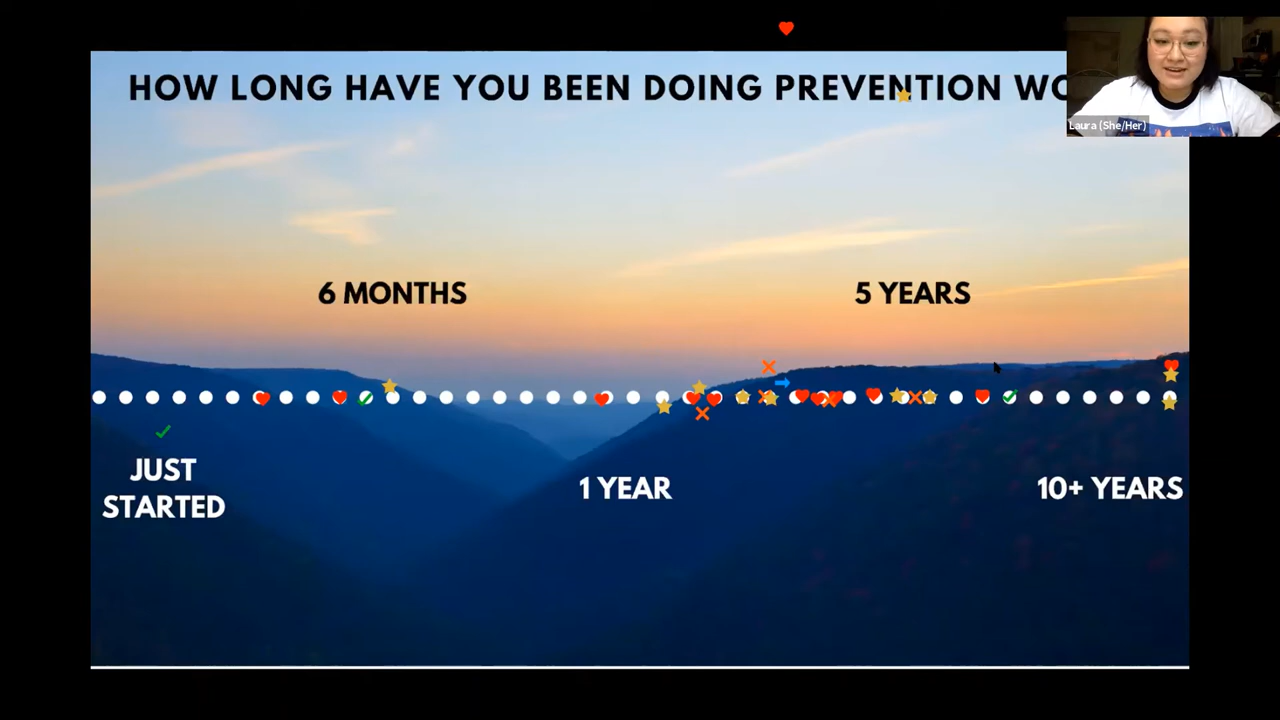 HOW LONG HAVE YOU BEEN DOING PREVENTION WO
Laura (She/Her)
6 MONTHS
5 YEARS
JUST
STARTED
1 YEAR
10+ YEARS